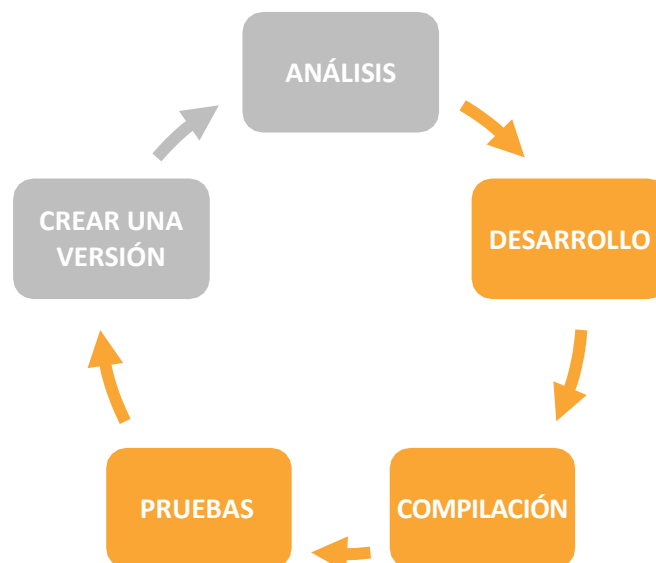 ANÁLISIS
DESARROLLO
COMPILACIÓN
PRUEBAS
CREAR UNA
VERSIÓN